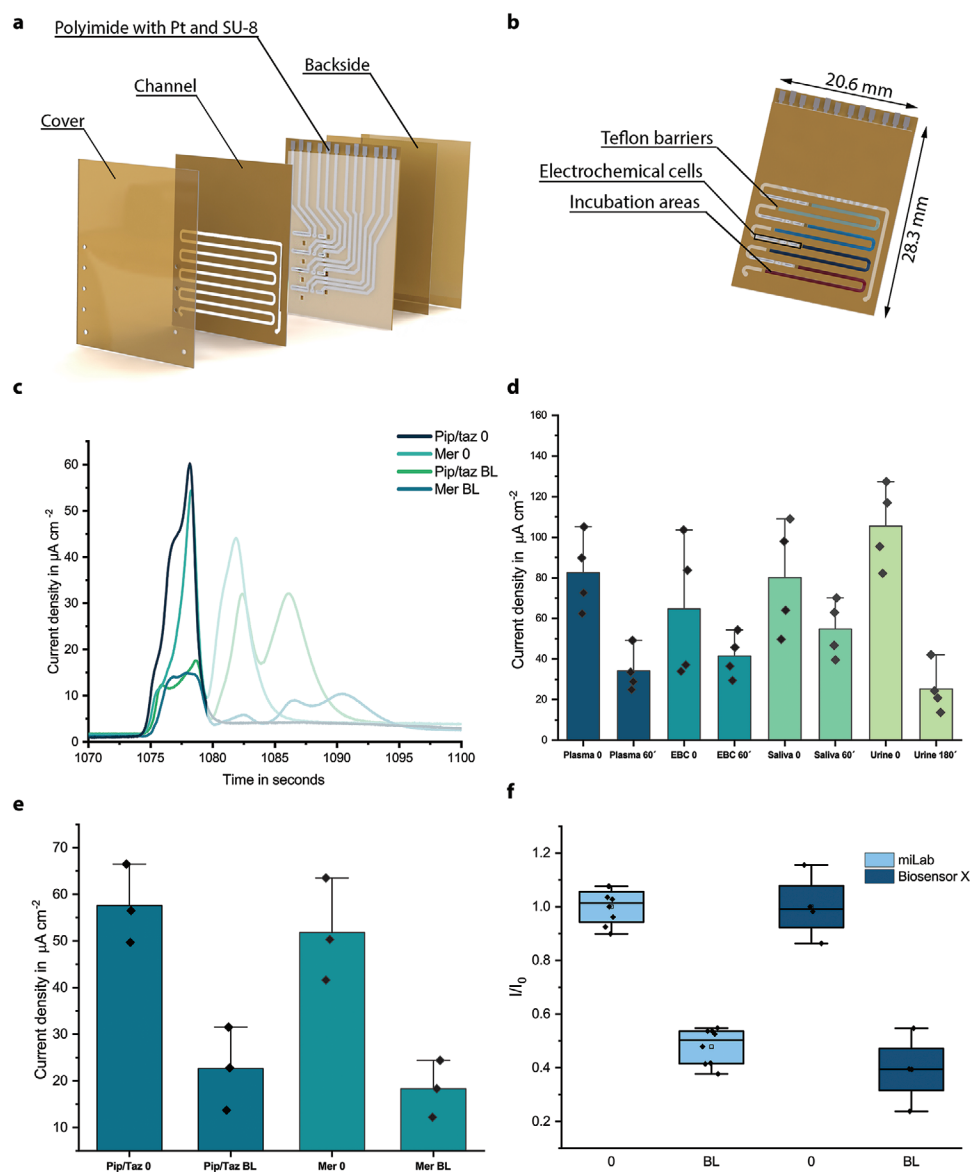 a
Polyimide with Pt and SU-8
Backside
Channel
Cover
b
20.6 mm
28.3 mm
Teflon barriers
Electrochemical cells
Incubation areas
c
Pip/taz 0
Mer 0
Pip/taz BL
Mer BL
Current density in µA cm⁻²
60
50
40
30
20
10
0
1070 1075 1080 1085 1090 1095 1100
Time in seconds
d
Current density in µA cm⁻²
160
140
120
100
80
60
40
20
0
Plasma 0 Plasma 60´ EBC 0 EBC 60´ Saliva 0 Saliva 60´ Urine 0 Urine 180´
e
Current density in µA cm⁻²
70
60
50
40
30
20
10
Pip/Taz 0 Pip/Taz BL Mer 0 Mer BL
f
miLab
Biosensor X
I/I₀
1.2
1.0
0.8
0.6
0.4
0.2
0 BL 0 BL